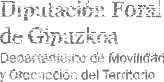 Diputación Foral
de Gipuzkoa
Departamento de Movilidad
y Ordenación del Territorio